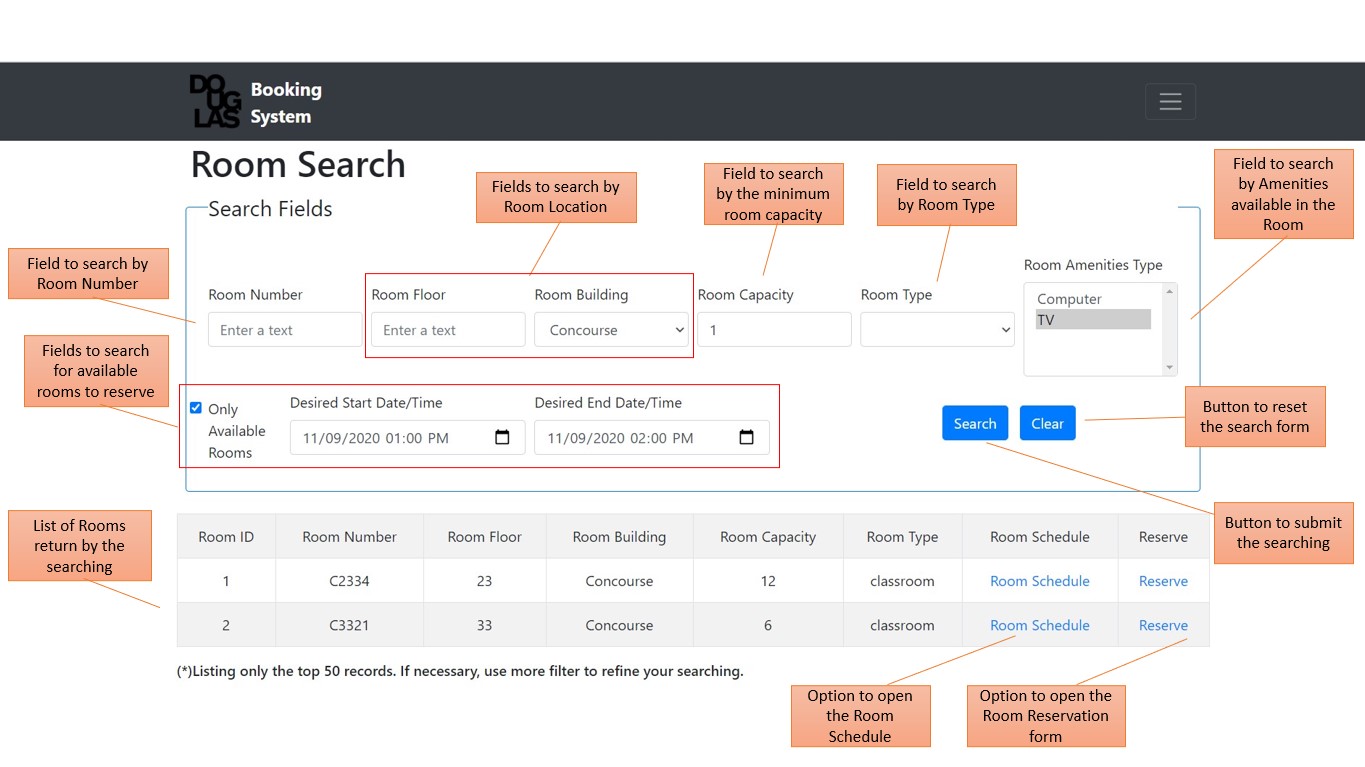 DO
UG
LAS
Booking
System
Room Search
Search Fields
Fields to search by
Room Location
Field to search
by the minimum
room capacity
Field to search
by Room Type
Field to search
by Amenities
available in the
Room
Field to search by
Room Number
Room Number
Room Floor
Room Building
Room Capacity
Room Type
Room Amenities Type
Enter a text
Enter a text
Concourse
1
Computer
TV
Fields to search
for available
rooms to reserve
Only
Available
Rooms
Desired Start Date/Time
11/09/2020 01:00 PM
Desired End Date/Time
11/09/2020 02:00 PM
Search
Clear
Button to reset
the search form
Button to submit
the searching
List of Rooms
return by the
searching
Room ID Room Number Room Floor Room Building Room Capacity Room Type Room Schedule Reserve
1 C2334 23 Concourse 12 classroom Room Schedule Reserve
2 C3321 33 Concourse 6 classroom Room Schedule Reserve
(*)Listing only the top 50 records. If necessary, use more filter to refine your searching.
Option to open
the Room
Schedule
Option to open the
Room Reservation
form